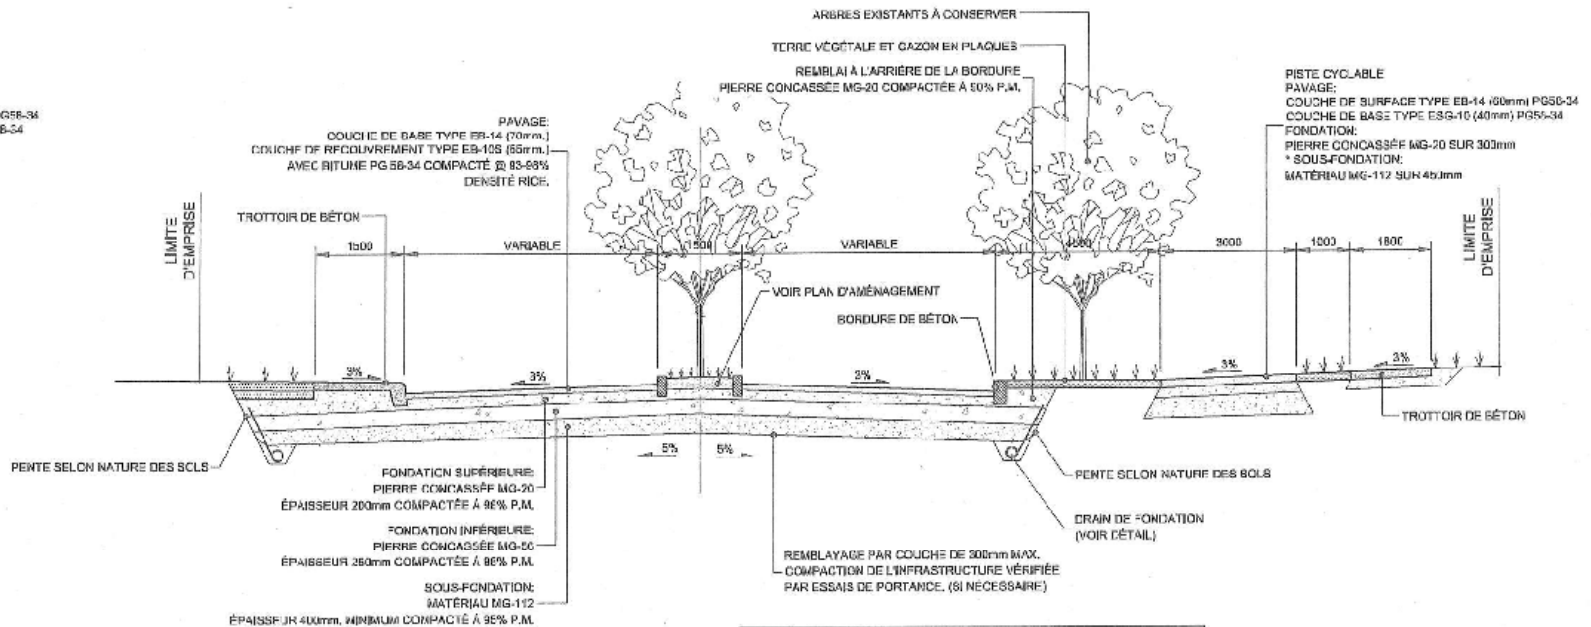 ARBRES EXISTANTS À CONSERVER
TERRE VÉGÉTALE ET GAZON EN PLAQUES
REMBLAI À L'ARRIÈRE DE LA BORDURE
PIERRE CONCASSÉE MG-20 COMPACTÉE À 90% P.M.
PISTE CYCLABLE
PAVAGE:
COUCHE DE SURFACE TYPE EB-14 (60mm) PG58-34
COUCHE DE BASE TYPE ESG-10 (40mm) PG58-34
FONDATION:
PIERRE CONCASSÉE MG-20 SUR 300mm
* SOUS-FONDATION:
MATÉRIAU MG-112 SUR 450mm
PG58-34
8-34
PAVAGE:
COUCHE DE BASE TYPE EB-14 (70mm.)
COUCHE DE RECOUVREMENT TYPE EB-10S (55mm.)
AVEC BITUME PG 58-34 COMPACTÉ @ 93-98%
DENSITÉ RICE.
LIMITE
D'EMPRISE
TROTTOIR DE BÉTON
1500
VARIABLE
1500
VARIABLE
3000
1000
1800
LIMITE
D'EMPRISE
VOIR PLAN D'AMÉNAGEMENT
BORDURE DE BÉTON
3%
3%
3%
3%
3%
TROTTOIR DE BÉTON
5%
5%
PENTE SELON NATURE DES SOLS
PENTE SELON NATURE DES SOLS
FONDATION SUPÉRIEURE:
PIERRE CONCASSÉE MG-20
ÉPAISSEUR 200mm COMPACTÉE À 98% P.M.
FONDATION INFÉRIEURE:
PIERRE CONCASSÉE MG-56
ÉPAISSEUR 250mm COMPACTÉE À 98% P.M.
SOUS-FONDATION:
MATÉRIAU MG-112
ÉPAISSEUR 400mm, MINIMUM COMPACTÉ À 95% P.M.
DRAIN DE FONDATION
(VOIR DÉTAIL)
REMBLAYAGE PAR COUCHE DE 300mm MAX.
COMPACTION DE L'INFRASTRUCTURE VÉRIFIÉE
PAR ESSAIS DE PORTANCE. (SI NÉCESSAIRE)